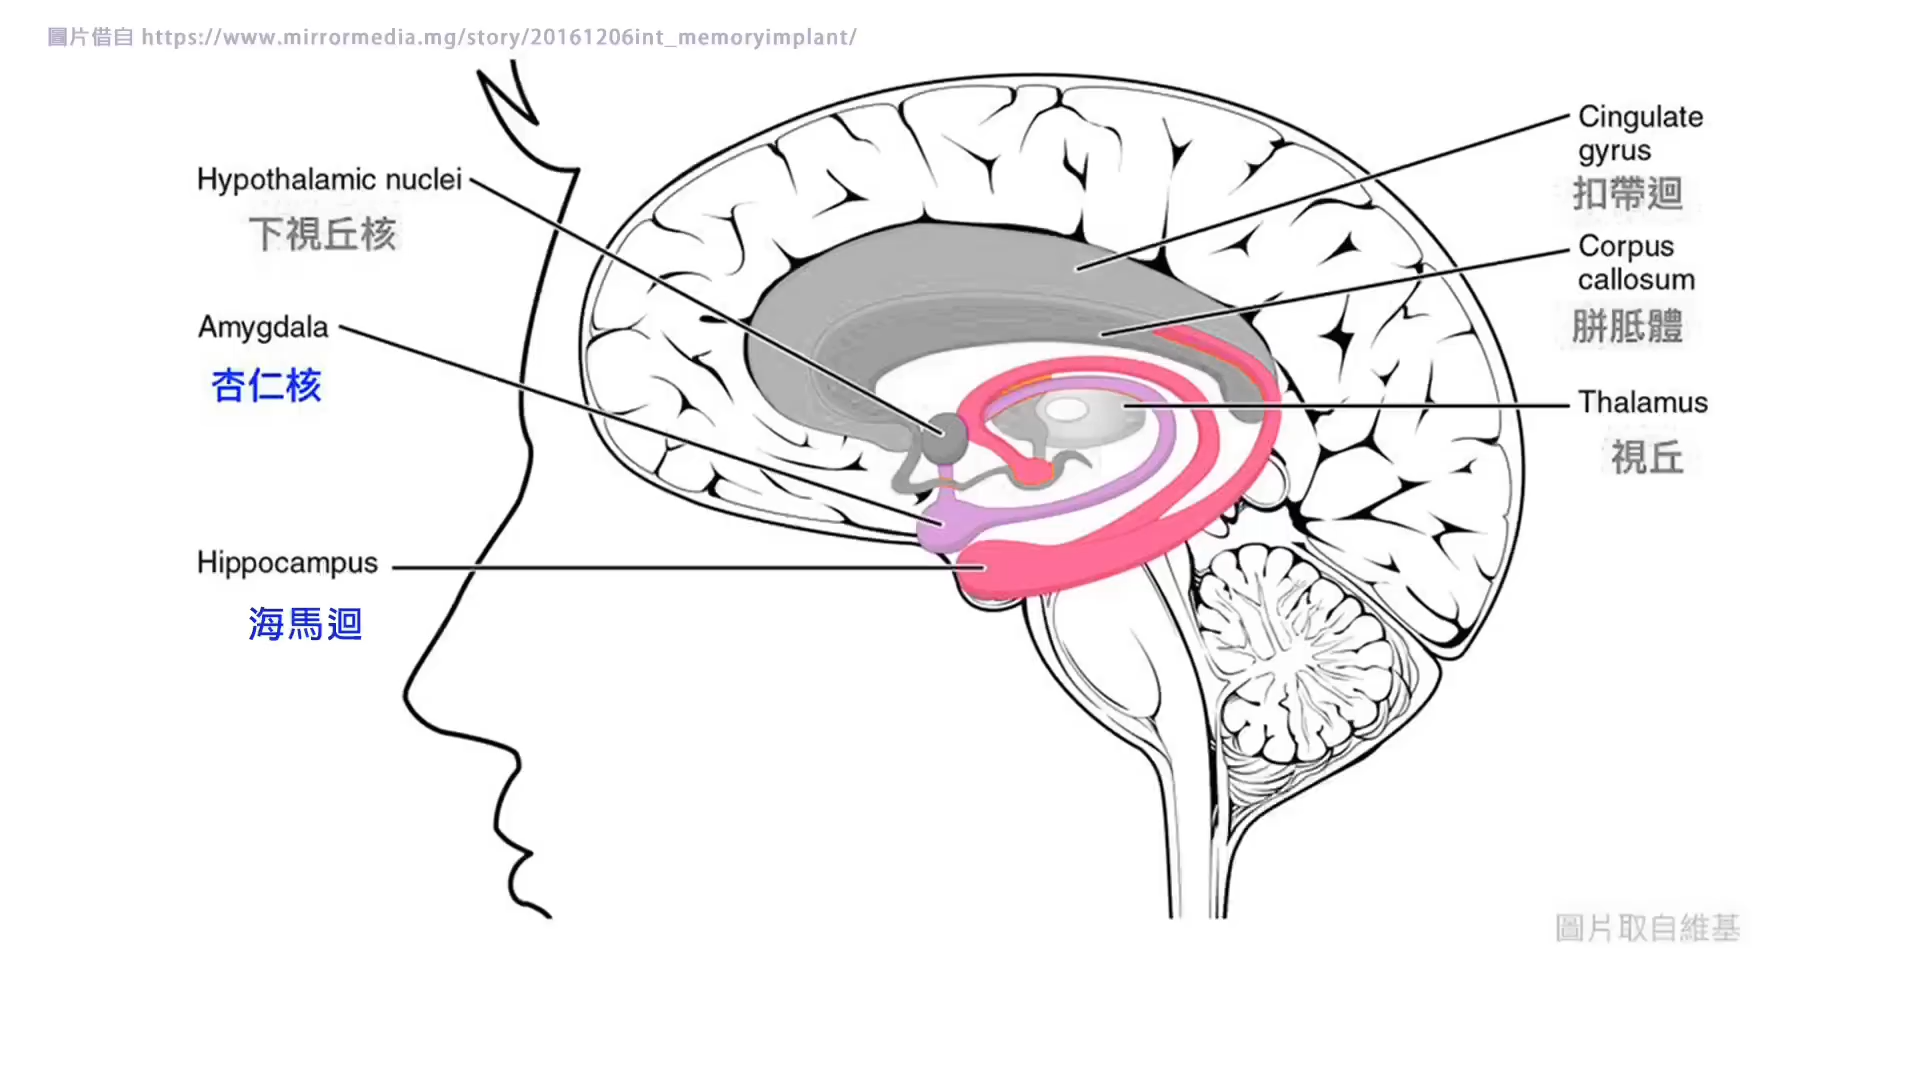 圖片借自 https://www.mirrormedia.mg/story/20161206int_memoryimplant/
Hypothalamic nuclei
下視丘核
Amygdala
杏仁核
Hippocampus
海馬迴
Cingulate
gyrus
扣帶迴
Corpus
callosum
胼胝體
Thalamus
視丘
圖片取自維基